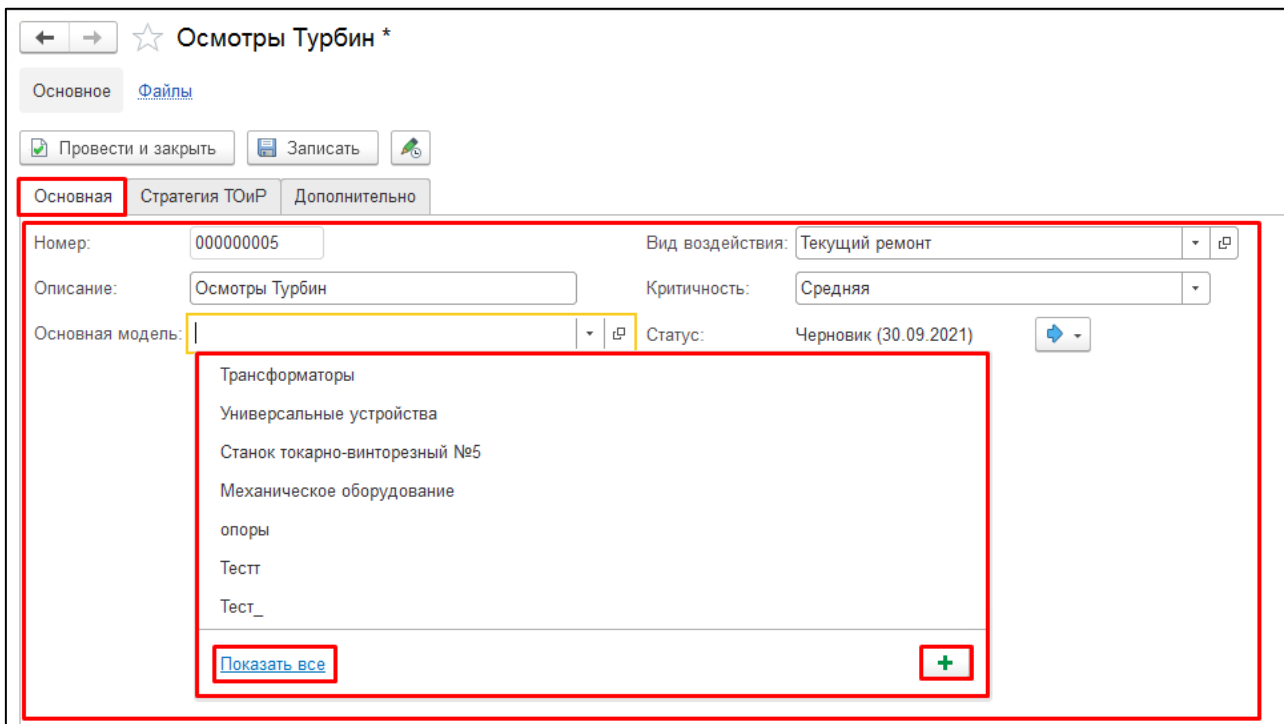 Осмотры Турбин *
Основное Файлы
Провести и закрыть Записать
Основная Стратегия ТОиР Дополнительно
Номер: 000000005 Вид воздействия: Текущий ремонт
Описание: Осмотры Турбин Критичность: Средняя
Основная модель: Статус: Черновик (30.09.2021)
Трансформаторы
Универсальные устройства
Станок токарно-винторезный №5
Механическое оборудование
опоры
Тестт
Тест_
Показать все